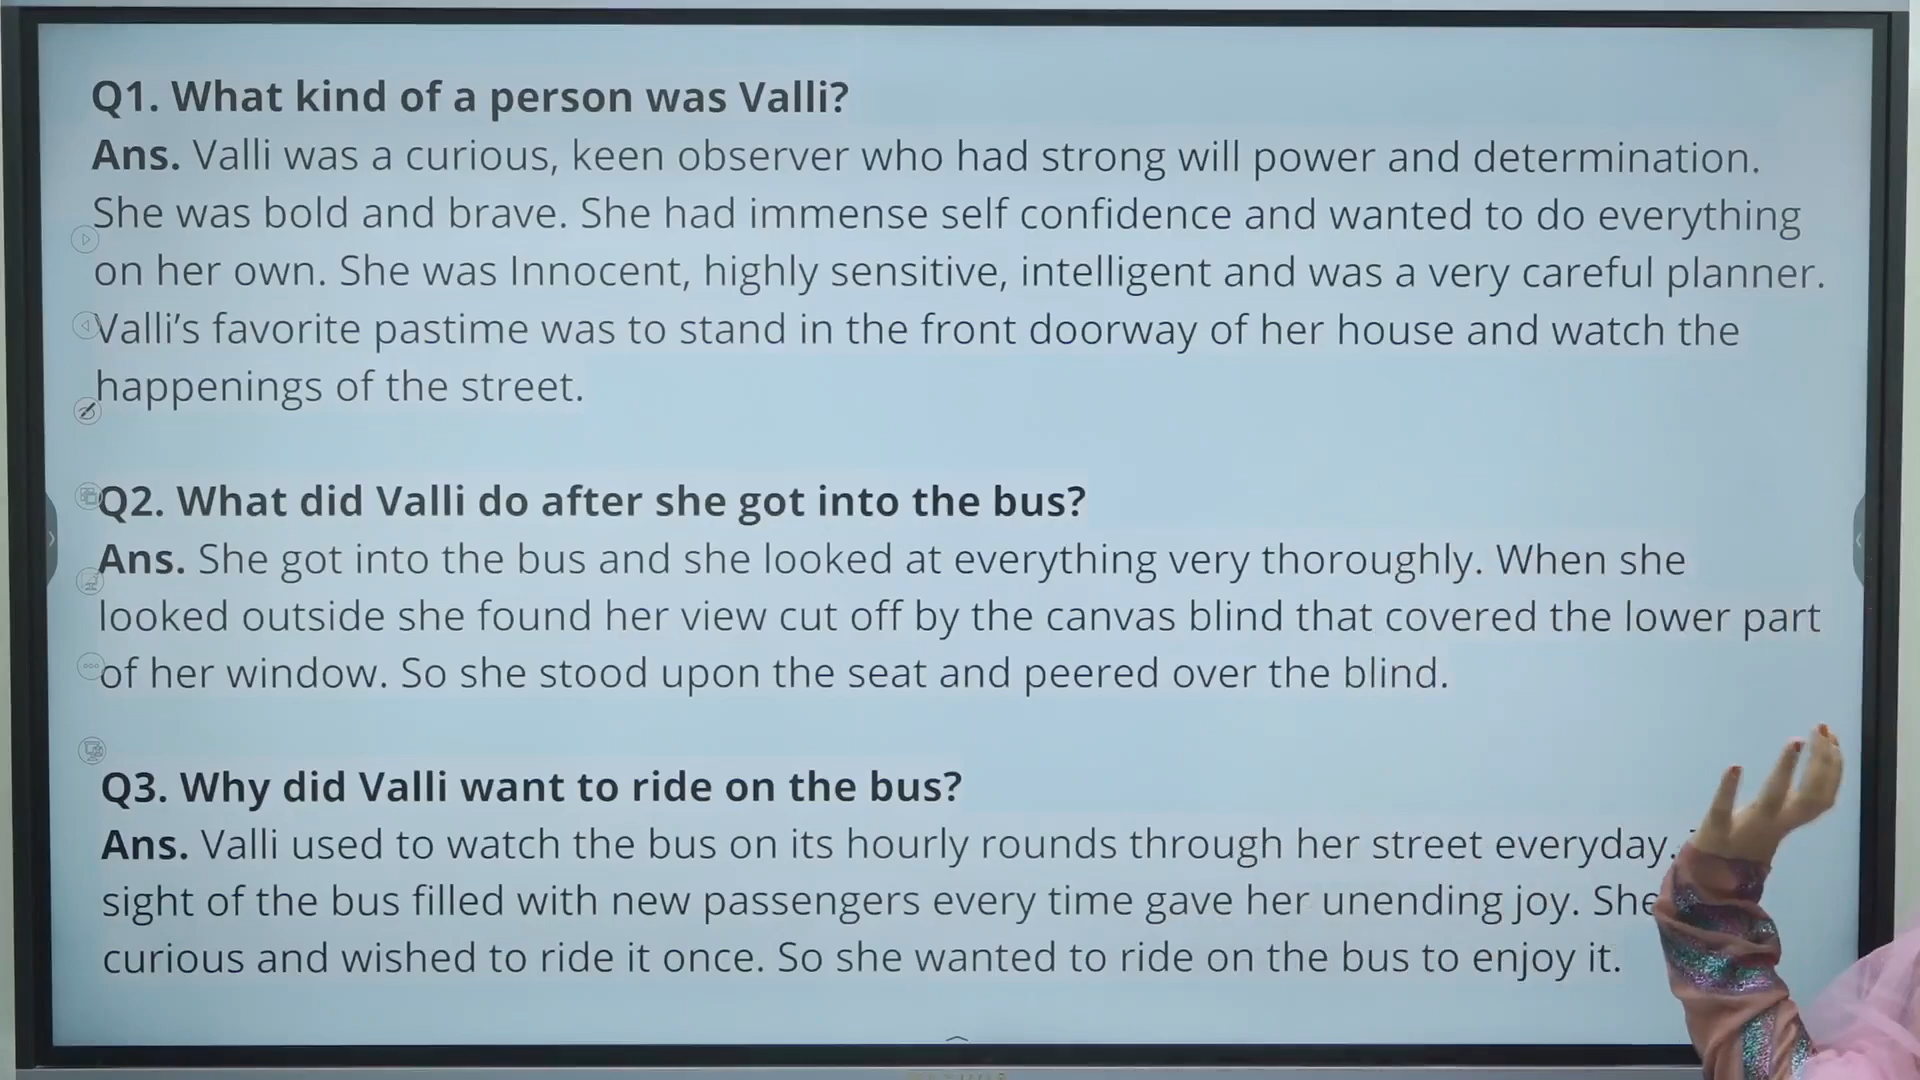 Q1. What kind of a person was Valli?
Ans. Valli was a curious, keen observer who had strong will power and determination.
She was bold and brave. She had immense self confidence and wanted to do everything
on her own. She was Innocent, highly sensitive, intelligent and was a very careful planner.
Valli’s favorite pastime was to stand in the front doorway of her house and watch the
happenings of the street.
Q2. What did Valli do after she got into the bus?
Ans. She got into the bus and she looked at everything very thoroughly. When she
looked outside she found her view cut off by the canvas blind that covered the lower part
of her window. So she stood upon the seat and peered over the blind.
Q3. Why did Valli want to ride on the bus?
Ans. Valli used to watch the bus on its hourly rounds through her street everyday.
sight of the bus filled with new passengers every time gave her unending joy. She
curious and wished to ride it once. So she wanted to ride on the bus to enjoy it.